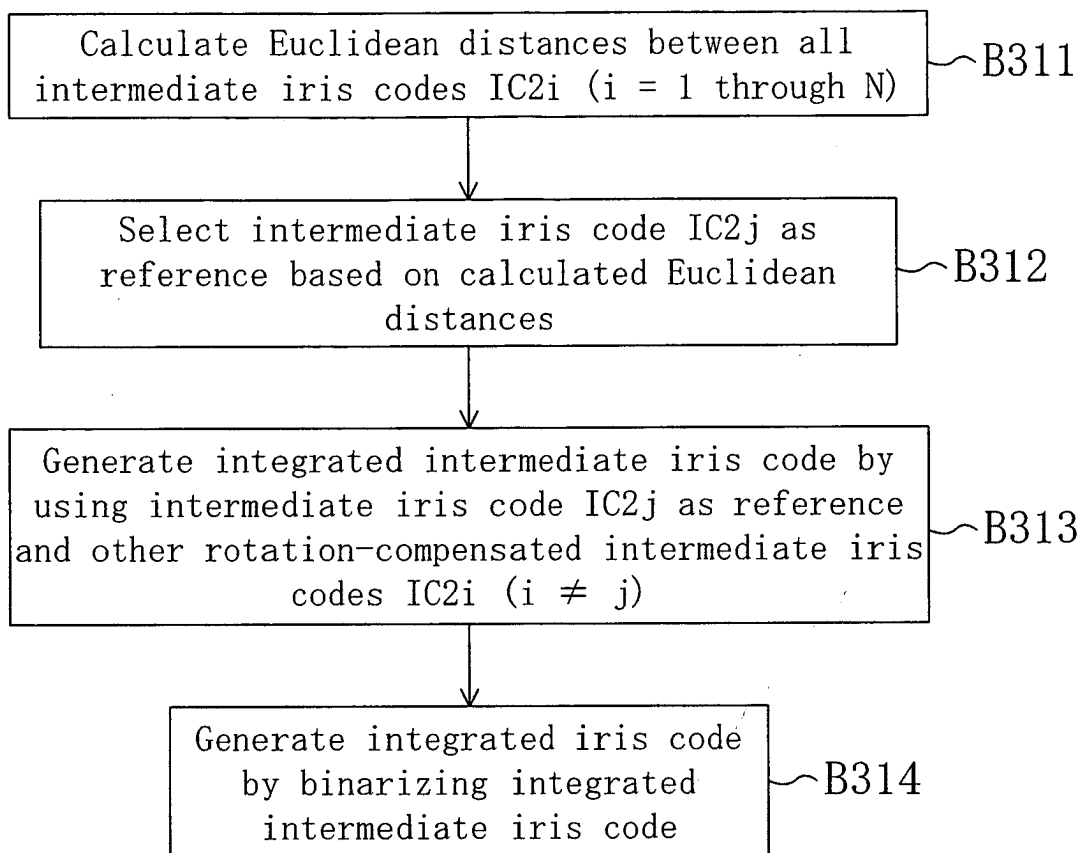 Calculate Euclidean distances between all
intermediate iris codes IC2i (i = 1 through N)
B311
Select intermediate iris code IC2j as
reference based on calculated Euclidean
distances
B312
Generate integrated intermediate iris code by
using intermediate iris code IC2j as reference
and other rotation-compensated intermediate iris
codes IC2i (i ≠ j)
B313
Generate integrated iris code
by binarizing integrated
intermediate iris code
B314